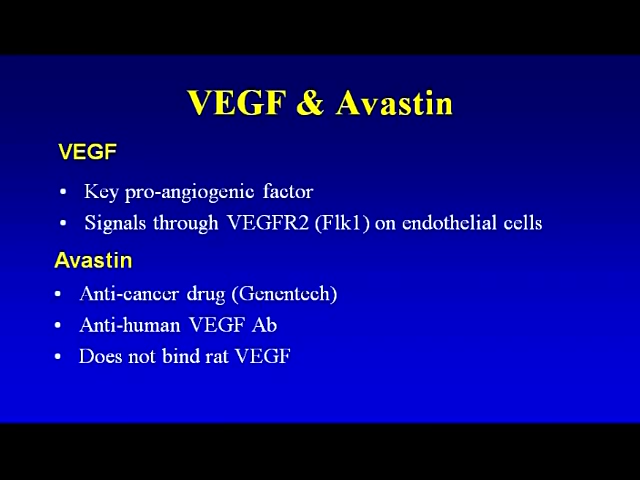 VEGF & Avastin
VEGF
• Key pro-angiogenic factor
• Signals through VEGFR2 (Flk1) on endothelial cells
Avastin
• Anti-cancer drug (Genentech)
• Anti-human VEGF Ab
• Does not bind rat VEGF